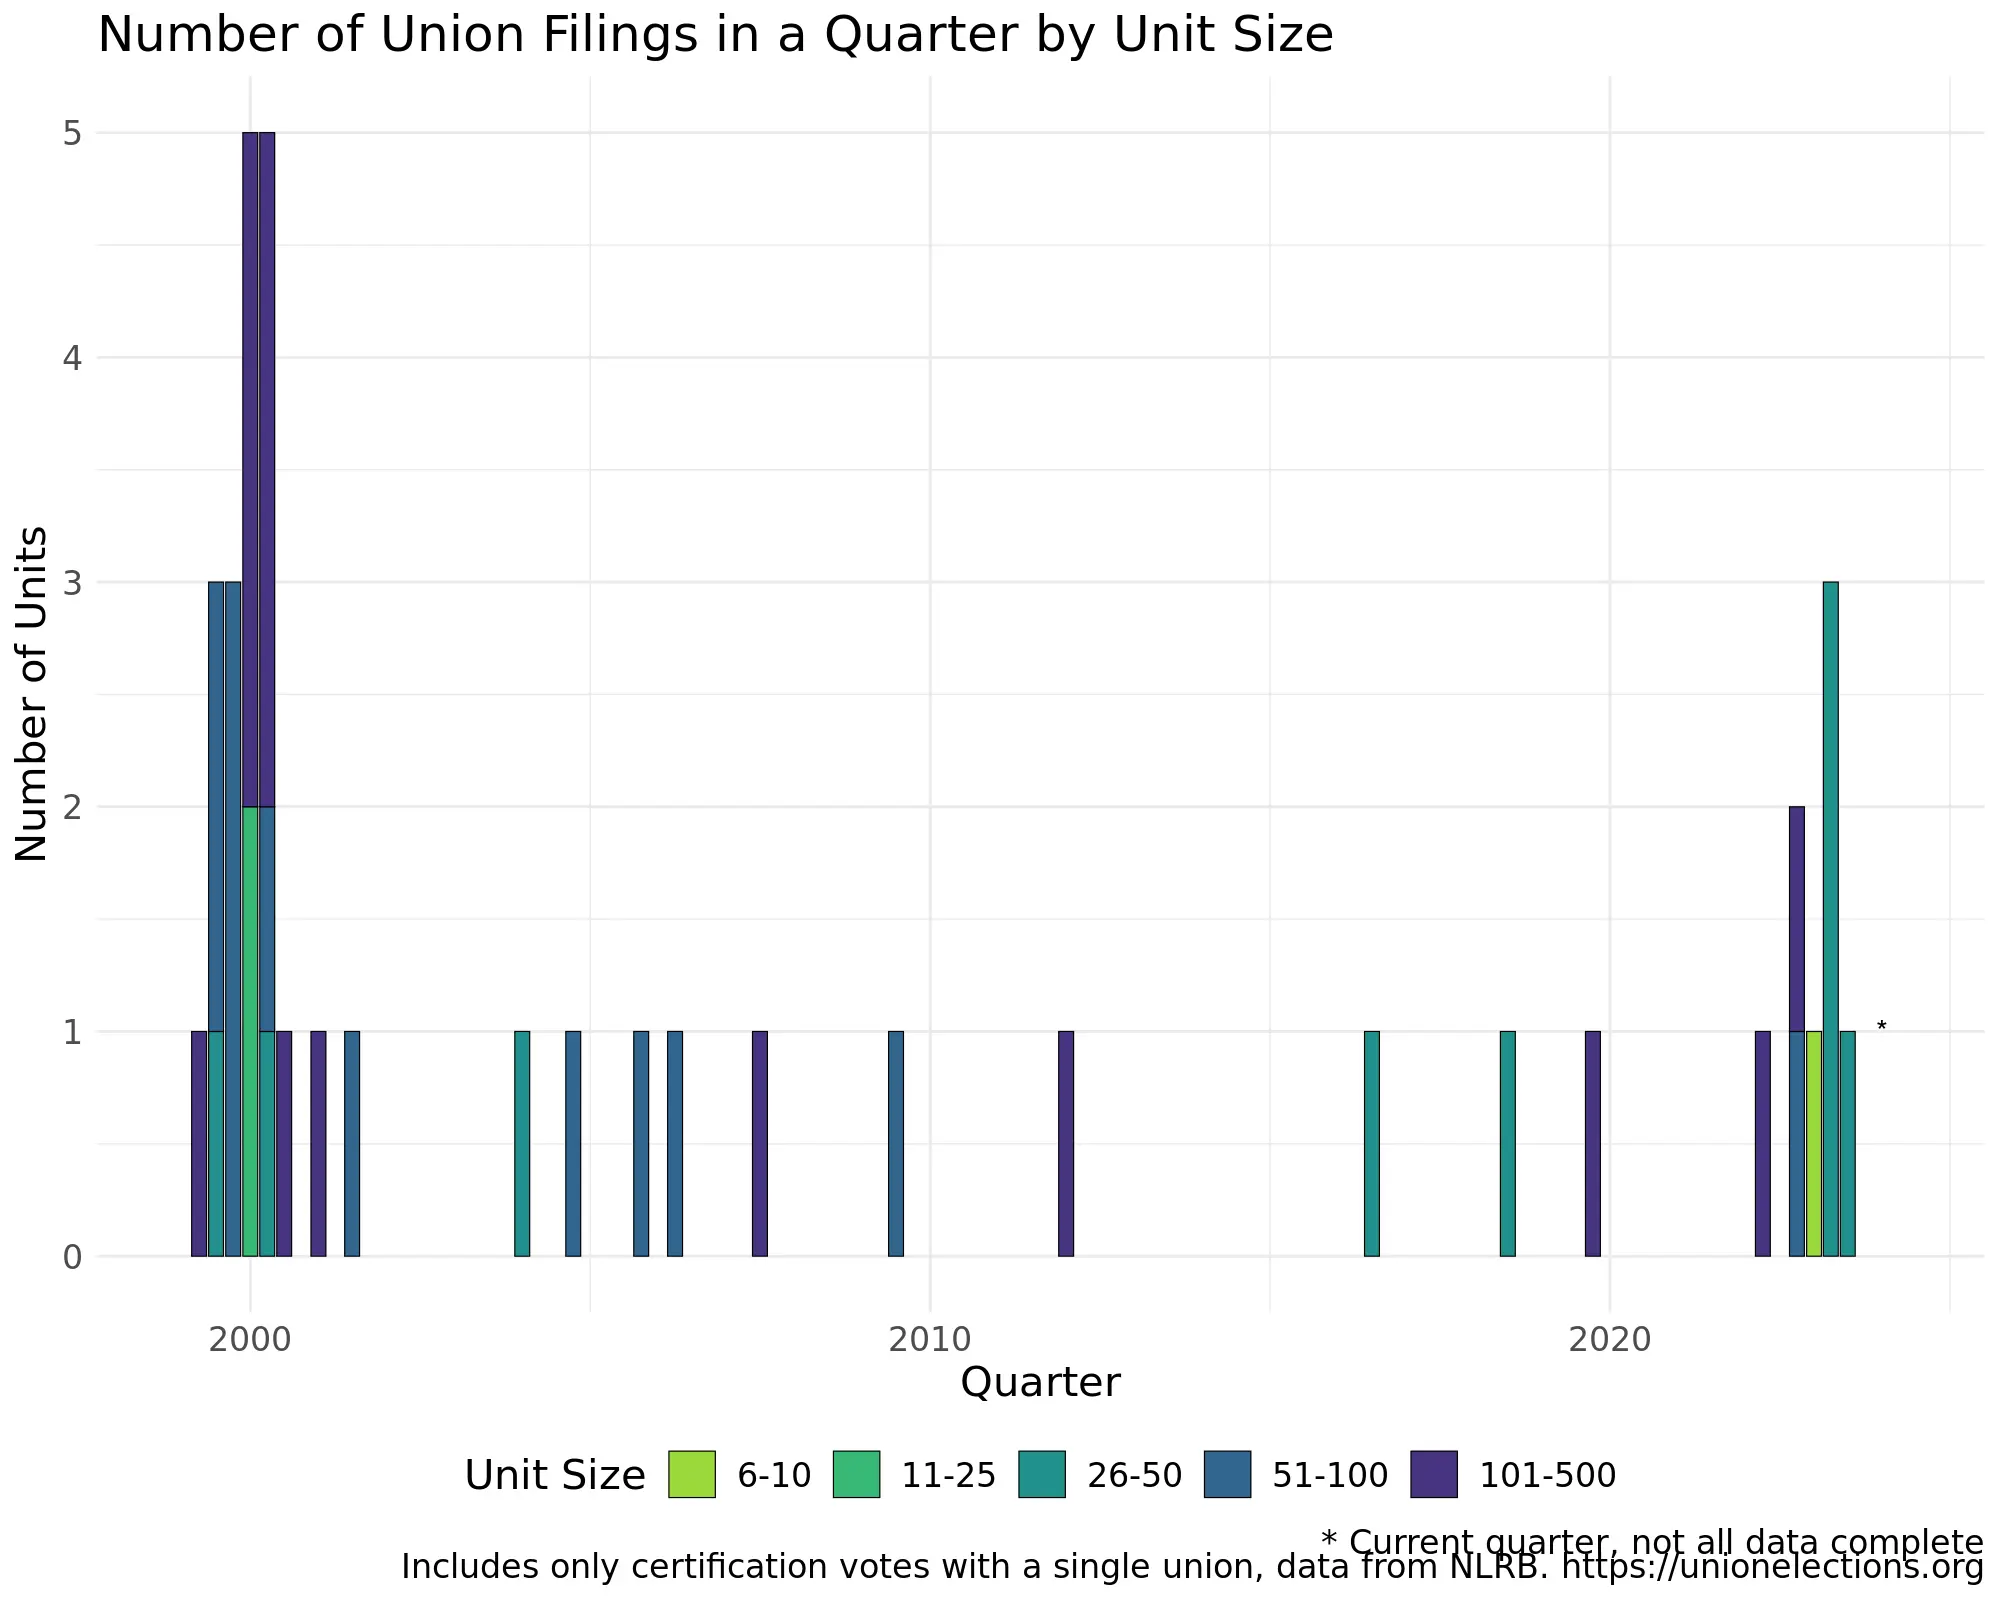 Number of Union Filings in a Quarter by Unit Size
Number of Units
5
4
3
2
1
0
*
2000 2010 2020
Quarter
Unit Size 6-10 11-25 26-50 51-100 101-500
* Current quarter, not all data complete
Includes only certification votes with a single union, data from NLRB. https://unionelections.org